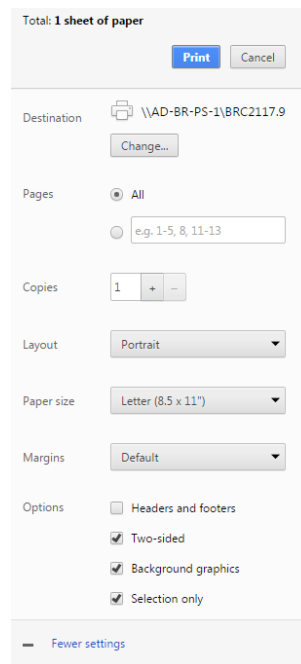 Total: 1 sheet of paper
Print Cancel
Destination \\AD-BR-PS-1\BRC2117.9
Change...
Pages All
e.g. 1-5, 8, 11-13
Copies 1 + –
Layout Portrait
Paper size Letter (8.5 x 11")
Margins Default
Options Headers and footers
Two-sided
Background graphics
Selection only
Fewer settings